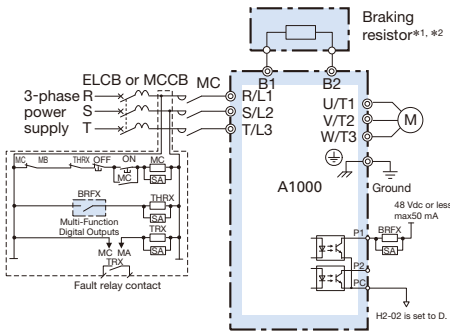 Braking
resistor*1, *2
B1 B2
ELCB or MCCB MC
3-phase
power
supply
R
S
T
R/L1
S/L2
T/L3
U/T1
V/T2
W/T3
M
A1000
Ground
MC MB THRX OFF ON MC
MC SA
BRFX
Multi-Function
Digital Outputs
THRX
SA
TRX
SA
MC MA
TRX
Fault relay contact
48 Vdc or less
max50 mA
P1
BRFX
SA
P2
PC
H2-02 is set to D.